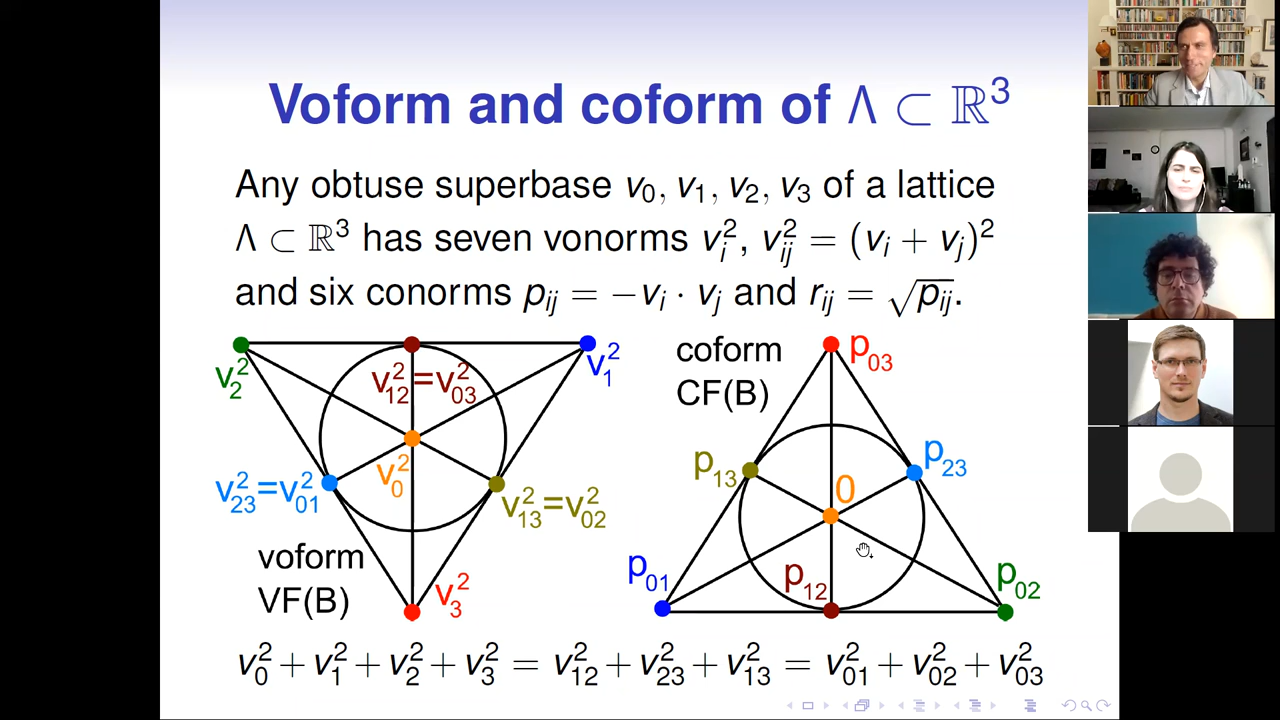 Voform and coform of Λ ⊂ ℝ³
Any obtuse superbase v₀, v₁, v₂, v₃ of a lattice
Λ ⊂ ℝ³ has seven vonorms vᵢ², vᵢⱼ² = (vᵢ + vⱼ)²
and six conorms pᵢⱼ = −vᵢ · vⱼ and rᵢⱼ = √pᵢⱼ.
v₂²
v₁₂²=v₀₃²
v₁²
v₀²
v₂₃²=v₀₁²
v₁₃²=v₀₂²
voform
VF(B)
v₃²
coform
CF(B)
p₀₃
p₁₃
p₂₃
0
p₀₁
p₁₂
p₀₂
v₀² + v₁² + v₂² + v₃² = v₁₂² + v₂₃² + v₁₃² = v₀₁² + v₀₂² + v₀₃²